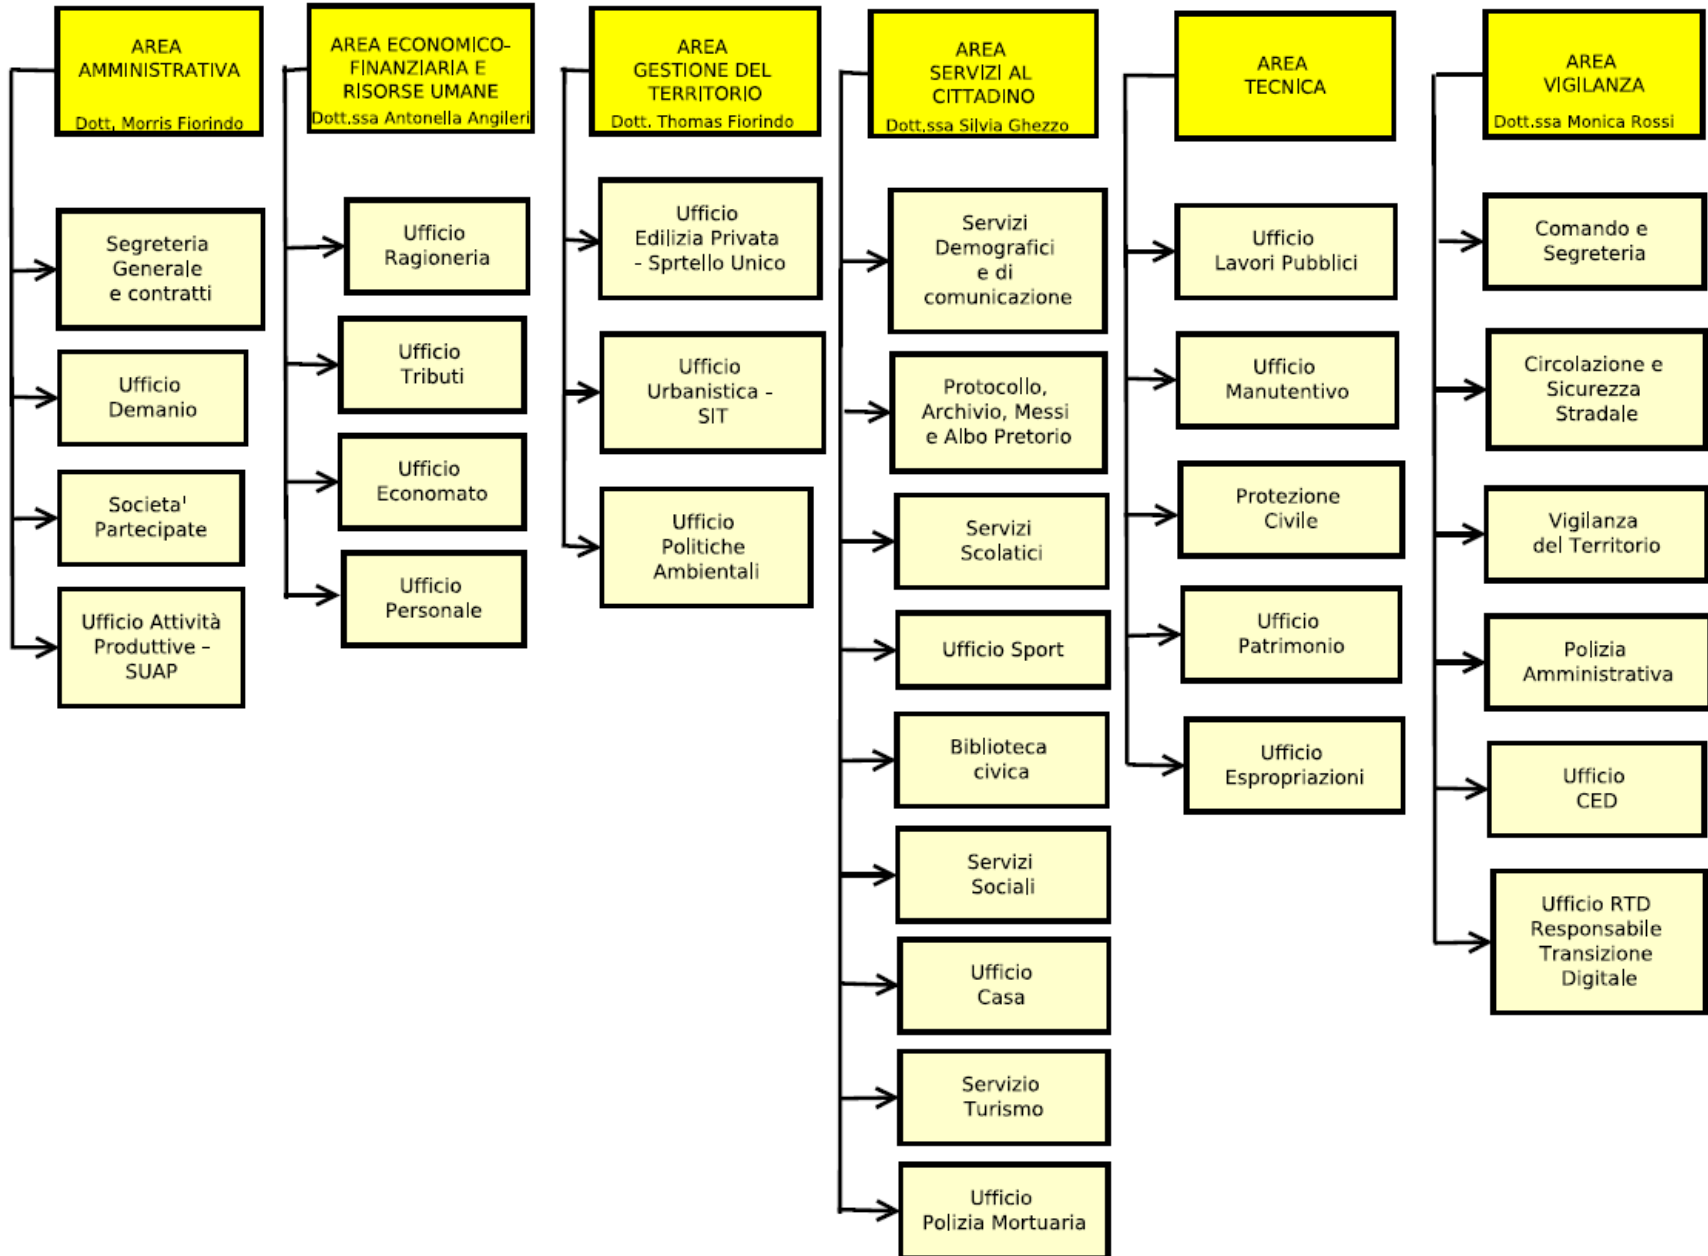 AREA
AMMINISTRATIVA
Dott. Morris Fiorindo
Segreteria
Generale
e contratti
Ufficio
Demanio
Societa'
Partecipate
Ufficio Attività
Produttive -
SUAP
AREA ECONOMICO-
FINANZIARIA E
RISORSE UMANE
Dott.ssa Antonella Angileri
Ufficio
Ragioneria
Ufficio
Tributi
Ufficio
Economato
Ufficio
Personale
AREA
GESTIONE DEL
TERRITORIO
Dott. Thomas Fiorindo
Ufficio
Edilizia Privata
- Sprtello Unico
Ufficio
Urbanistica -
SIT
Ufficio
Politiche
Ambientali
AREA
SERVIZI AL
CITTADINO
Dott.ssa Silvia Ghezzo
Servizi
Demografici
e di
comunicazione
Protocollo,
Archivio, Messi
e Albo Pretorio
Servizi
Scolatici
Ufficio Sport
Biblioteca
civica
Servizi
Sociali
Ufficio
Casa
Servizio
Turismo
Ufficio
Polizia Mortuaria
AREA
TECNICA
Ufficio
Lavori Pubblici
Ufficio
Manutentivo
Protezione
Civile
Ufficio
Patrimonio
Ufficio
Espropriazioni
AREA
VIGILANZA
Dott.ssa Monica Rossi
Comando e
Segreteria
Circolazione e
Sicurezza
Stradale
Vigilanza
del Territorio
Polizia
Amministrativa
Ufficio
CED
Ufficio RTD
Responsabile
Transizione
Digitale